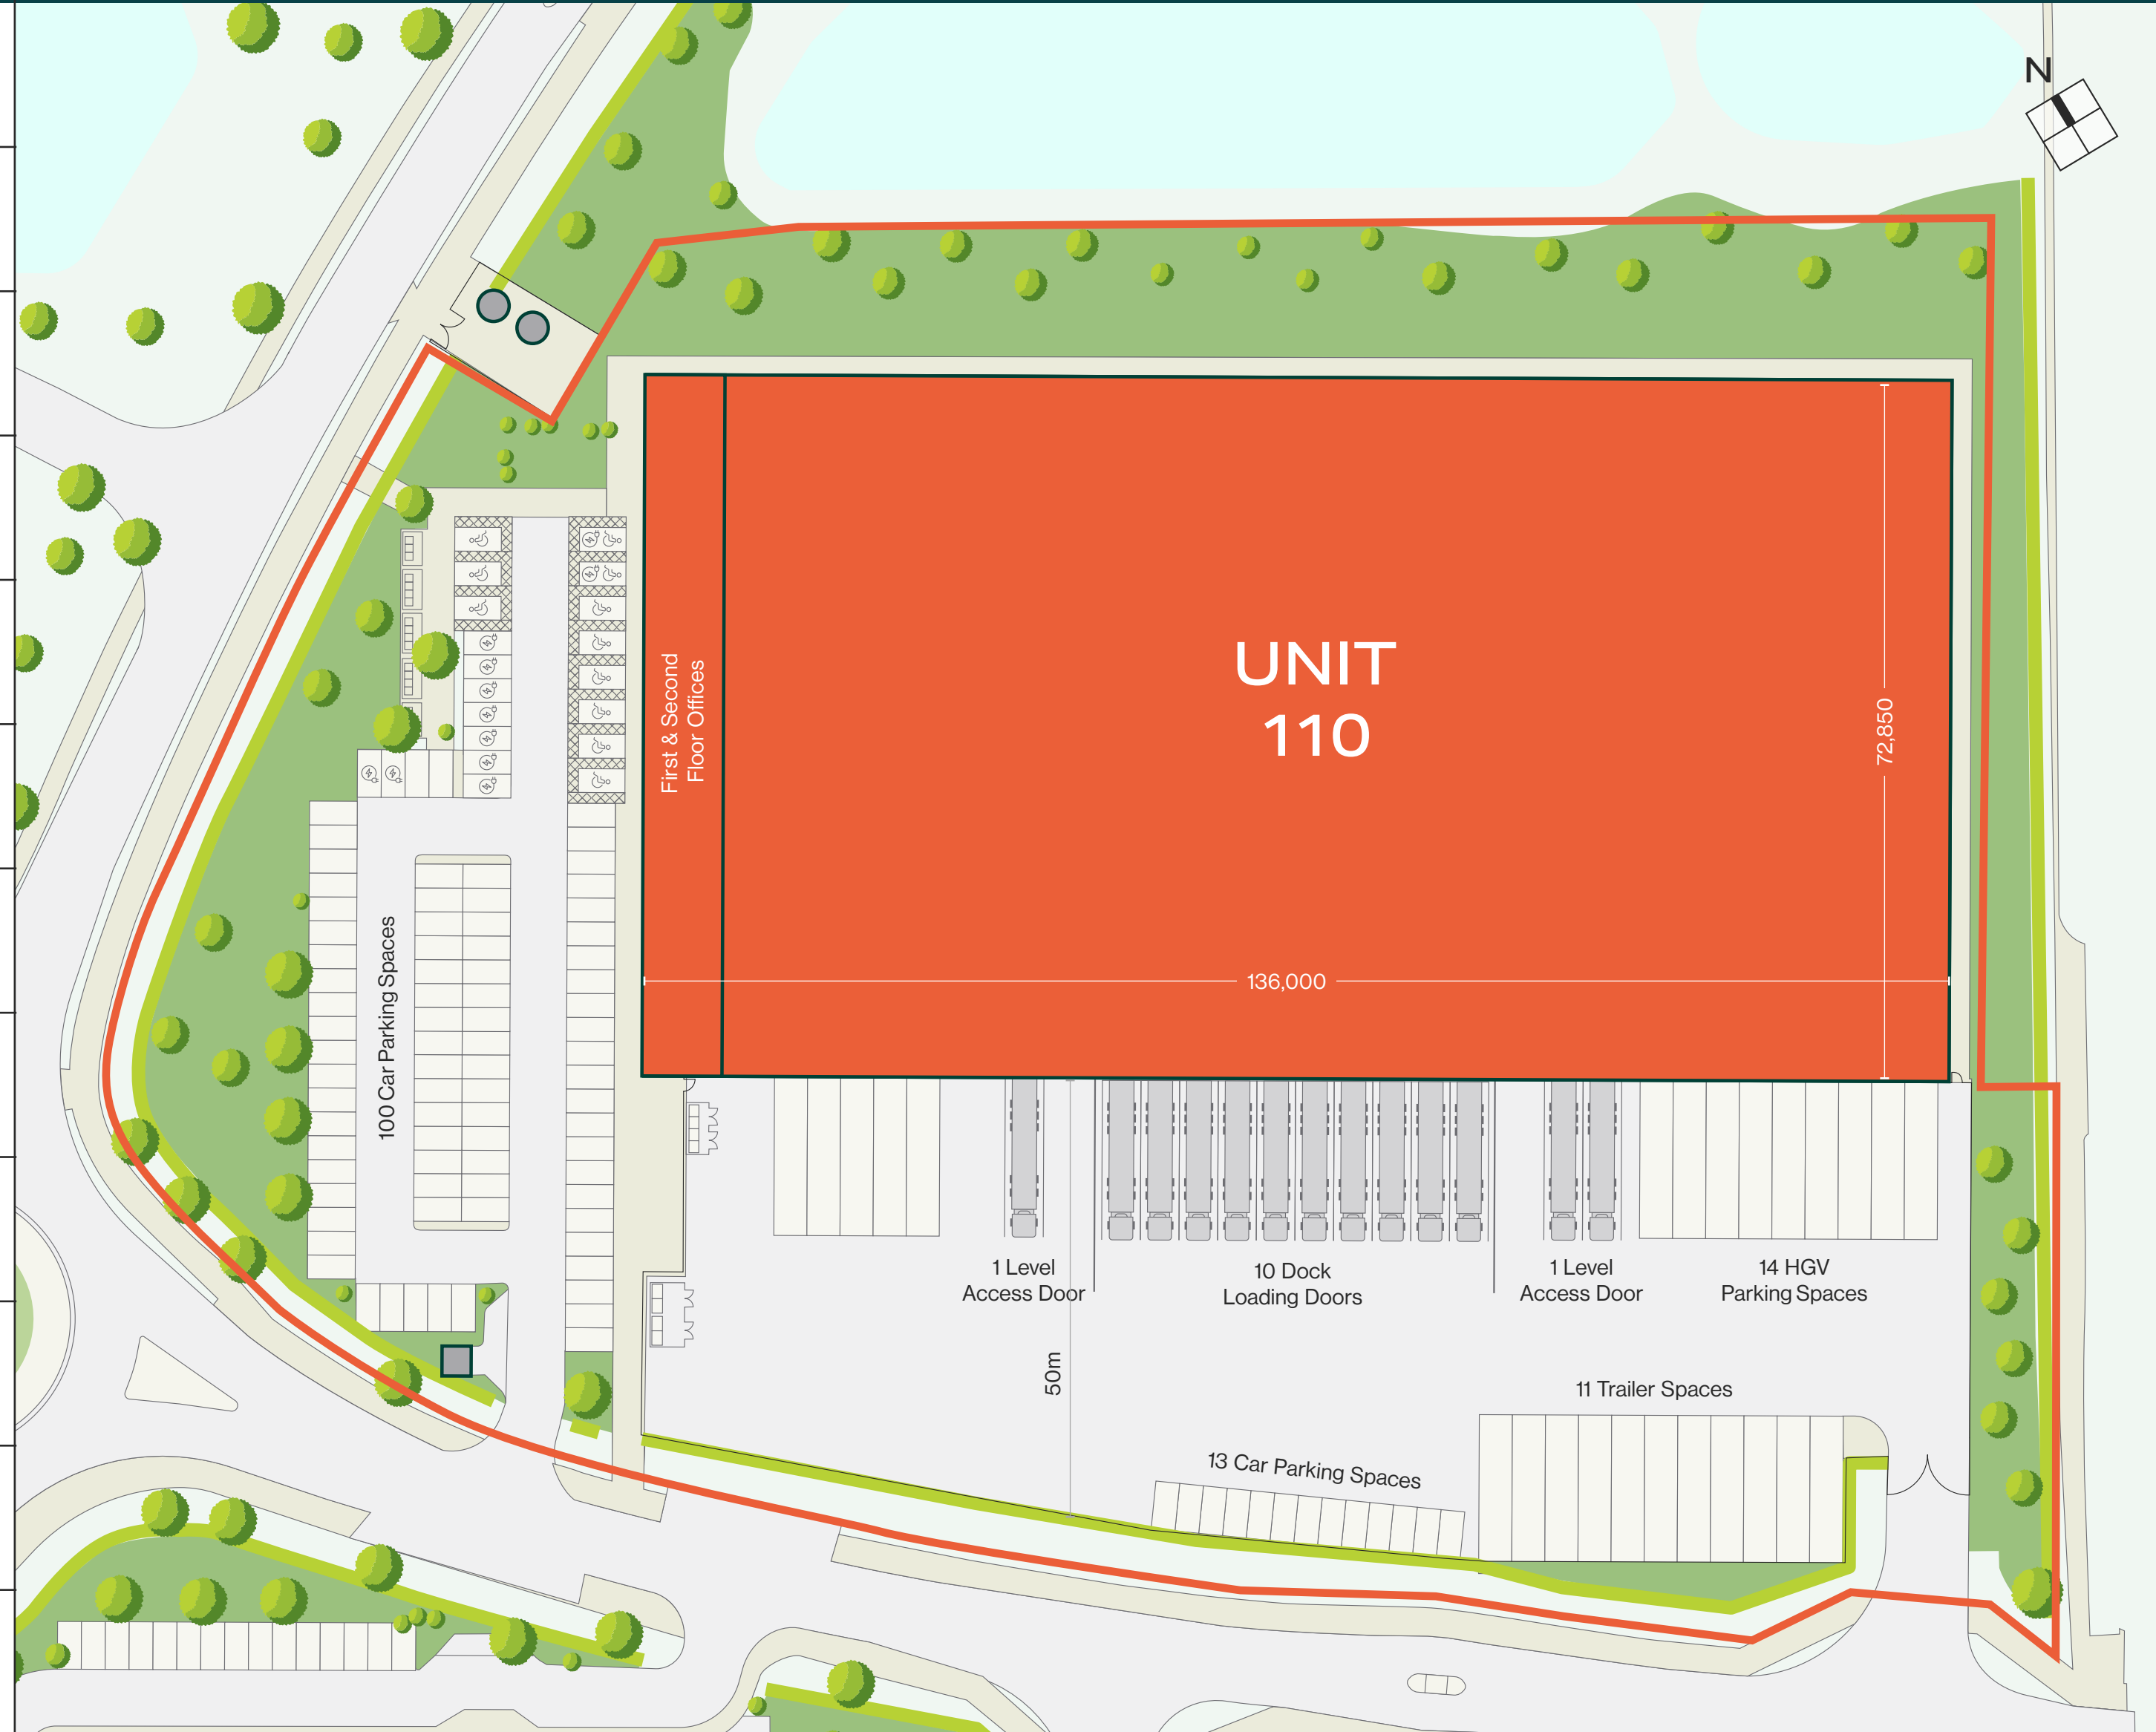 N
UNIT
110
First & Second
Floor Offices
72,850
136,000
100 Car Parking Spaces
1 Level
Access Door
10 Dock
Loading Doors
1 Level
Access Door
14 HGV
Parking Spaces
50m
11 Trailer Spaces
13 Car Parking Spaces